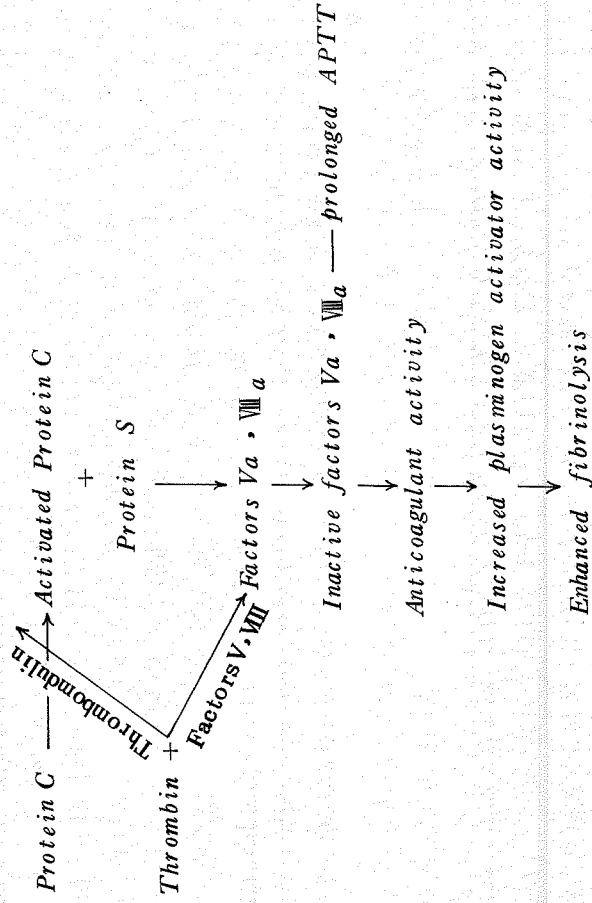 Protein C → Activated Protein C
+
Protein S
Thrombomdulin
Thrombin +
Factors V, VIII
Factors Va, VIIIa
Inactive factors Va, VIIIa — prolonged APTT
Anticoagulant activity
Increased plasminogen activator activity
Enhanced fibrinolysis